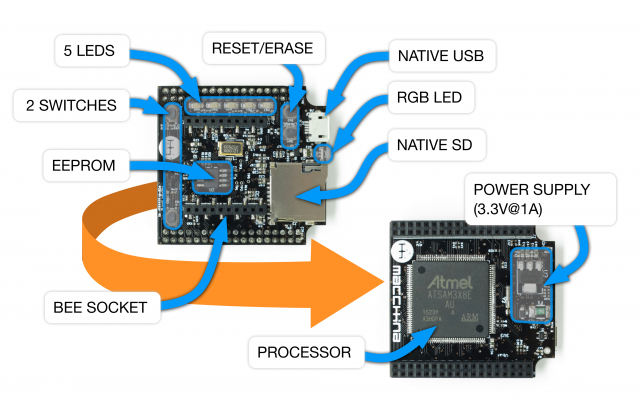 5 LEDS
RESET/ERASE
NATIVE USB
2 SWITCHES
RGB LED
EEPROM
NATIVE SD
POWER SUPPLY
(3.3V@1A)
BEE SOCKET
PROCESSOR
macchina
Atmel
ATSAM3X8E
AU
ARM